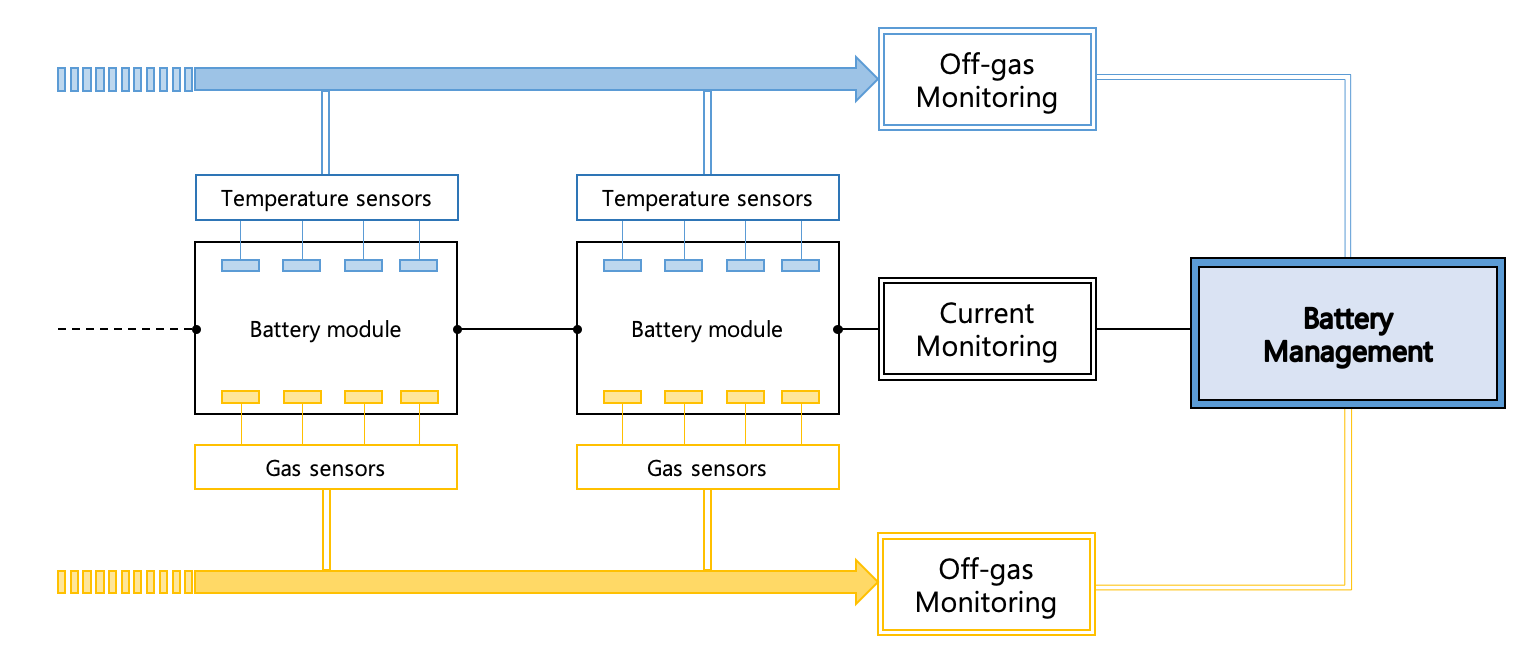 Off-gas
Monitoring
Temperature sensors
Temperature sensors
Battery module
Battery module
Current
Monitoring
Battery
Management
Gas sensors
Gas sensors
Off-gas
Monitoring